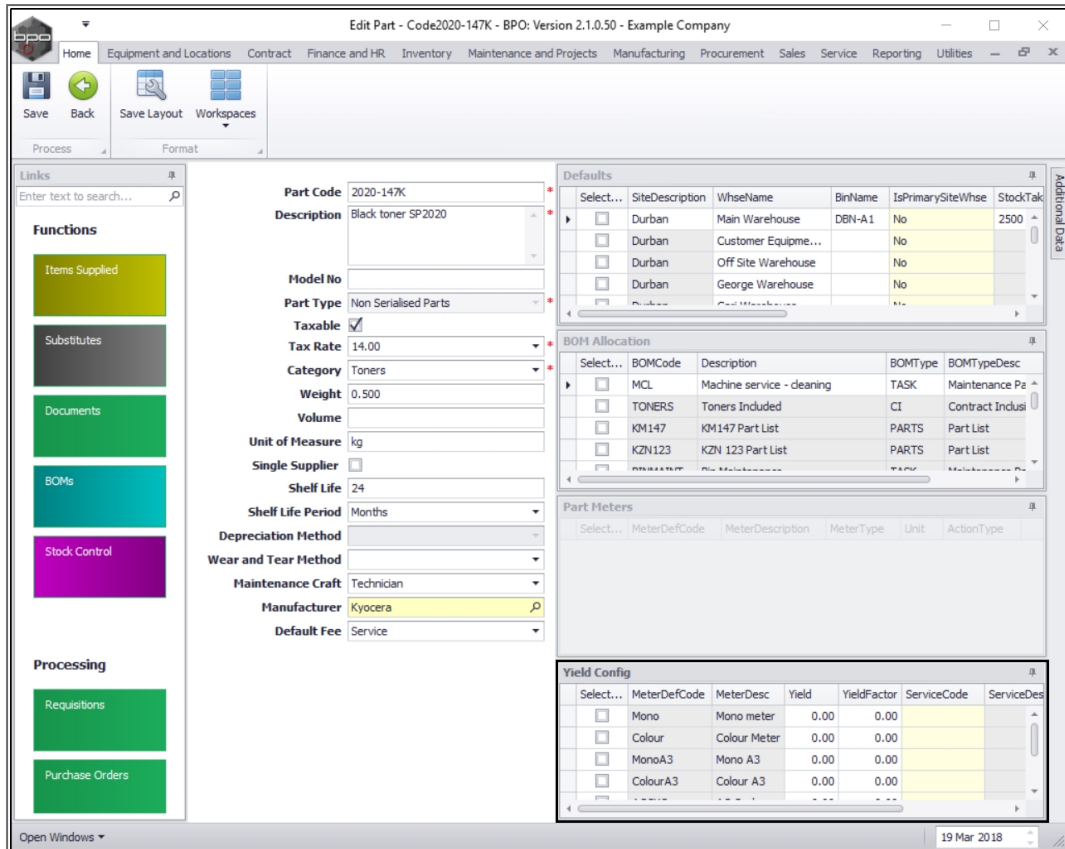 Edit Part - Code2020-147K - BPO: Version 2.1.0.50 - Example Company
bpo
Home Equipment and Locations Contract Finance and HR Inventory Maintenance and Projects Manufacturing Procurement Sales Service Reporting Utilities
Save Back Save Layout Workspaces
Process Format
Links
Enter text to search...
Functions
Items Supplied
Substitutes
Documents
BOMs
Stock Control
Processing
Requisitions
Purchase Orders
Part Code 2020-147K *
Description Black toner SP2020 *
Model No
Part Type Non Serialised Parts *
Taxable
Tax Rate 14.00 *
Category Toners *
Weight 0.500
Volume
Unit of Measure kg
Single Supplier
Shelf Life 24
Shelf Life Period Months
Depreciation Method
Wear and Tear Method
Maintenance Craft Technician
Manufacturer Kyocera
Default Fee Service
Defaults
Select... SiteDescription WhseName BinName IsPrimarySiteWhse StockTak
Durban Main Warehouse DBN-A1 No 2500
Durban Customer Equipme... No
Durban Off Site Warehouse No
Durban George Warehouse No
BOM Allocation
Select... BOMCode Description BOMType BOMTypeDesc
MCL Machine service - cleaning TASK Maintenance Pa
TONERS Toners Included CI Contract Inclusi
KM147 KM147 Part List PARTS Part List
KZN123 KZN 123 Part List PARTS Part List
Part Meters
Select... MeterDefCode MeterDescription MeterType Unit ActionType
Yield Config
Select... MeterDefCode MeterDesc Yield YieldFactor ServiceCode ServiceDes
Mono Mono meter 0.00 0.00
Colour Colour Meter 0.00 0.00
MonoA3 Mono A3 0.00 0.00
ColourA3 Colour A3 0.00 0.00
Additional Data
Open Windows 19 Mar 2018